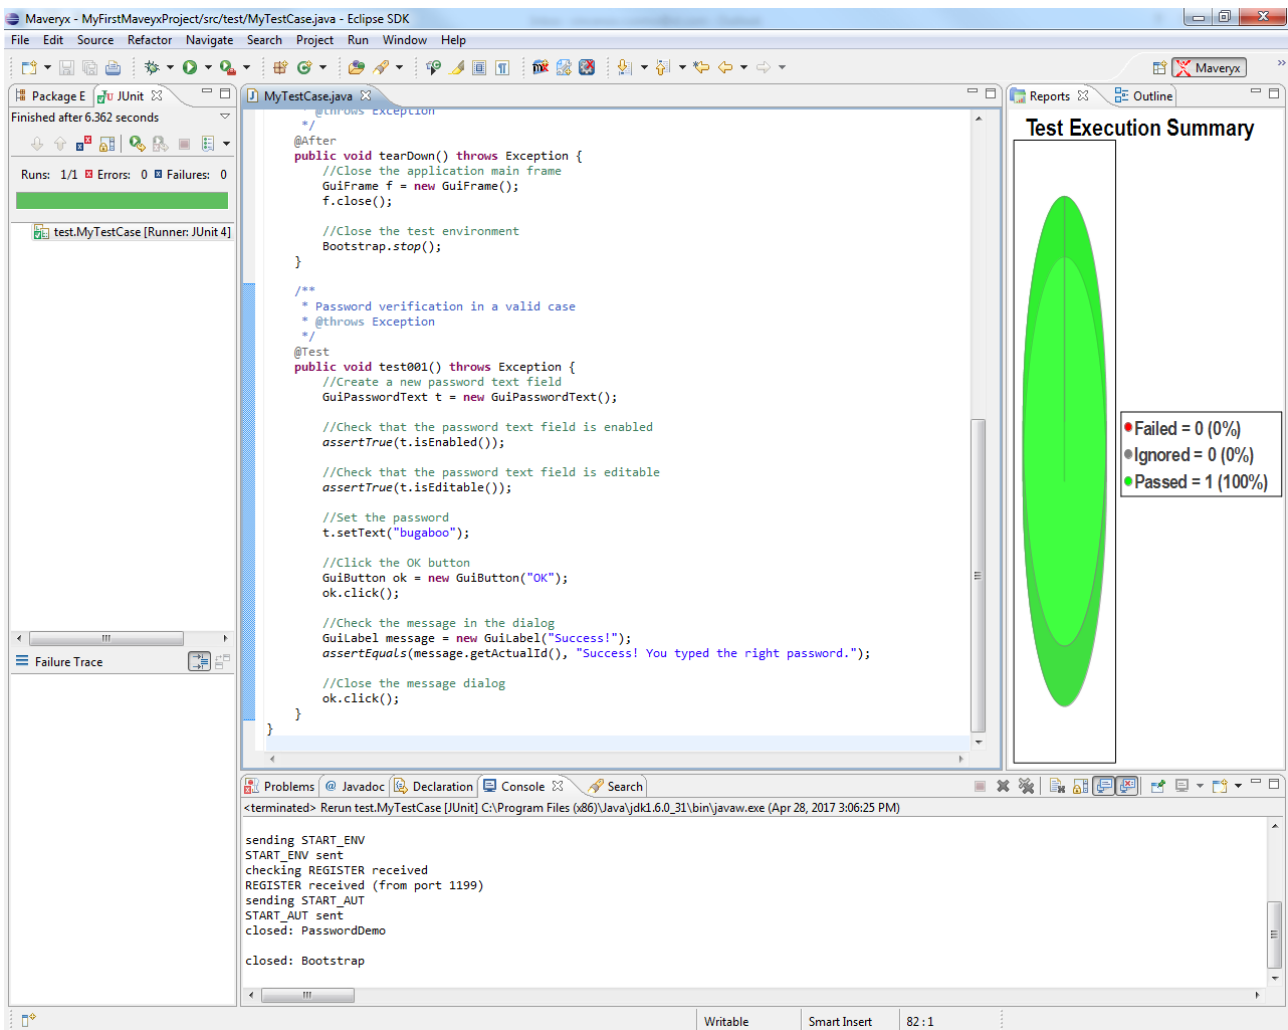 Maveryx - MyFirstMaveyxProject/src/test/MyTestCase.java - Eclipse SDK
File Edit Source Refactor Navigate Search Project Run Window Help
Maveryx
Package E
JUnit
Finished after 6.362 seconds
Runs: 1/1 Errors: 0 Failures: 0
test.MyTestCase [Runner: JUnit 4]
Failure Trace
MyTestCase.java
* @throws Exception
*/
@After
public void tearDown() throws Exception {
//Close the application main frame
GuiFrame f = new GuiFrame();
f.close();
//Close the test environment
Bootstrap.stop();
}
/**
* Password verification in a valid case
* @throws Exception
*/
@Test
public void test001() throws Exception {
//Create a new password text field
GuiPasswordText t = new GuiPasswordText();
//Check that the password text field is enabled
assertTrue(t.isEnabled());
//Check that the password text field is editable
assertTrue(t.isEditable());
//Set the password
t.setText("bugaboo");
//Click the OK button
GuiButton ok = new GuiButton("OK");
ok.click();
//Check the message in the dialog
GuiLabel message = new GuiLabel("Success!");
assertEquals(message.getActualId(), "Success! You typed the right password.");
//Close the message dialog
ok.click();
}
}
Reports
Outline
Test Execution Summary
Failed = 0 (0%)
Ignored = 0 (0%)
Passed = 1 (100%)
Problems @ Javadoc Declaration Console Search
<terminated> Rerun test.MyTestCase [JUnit] C:\Program Files (x86)\Java\jdk1.6.0_31\bin\javaw.exe (Apr 28, 2017 3:06:25 PM)
sending START_ENV
START_ENV sent
checking REGISTER received
REGISTER received (from port 1199)
sending START_AUT
START_AUT sent
closed: PasswordDemo
closed: Bootstrap
Writable
Smart Insert
82 : 1